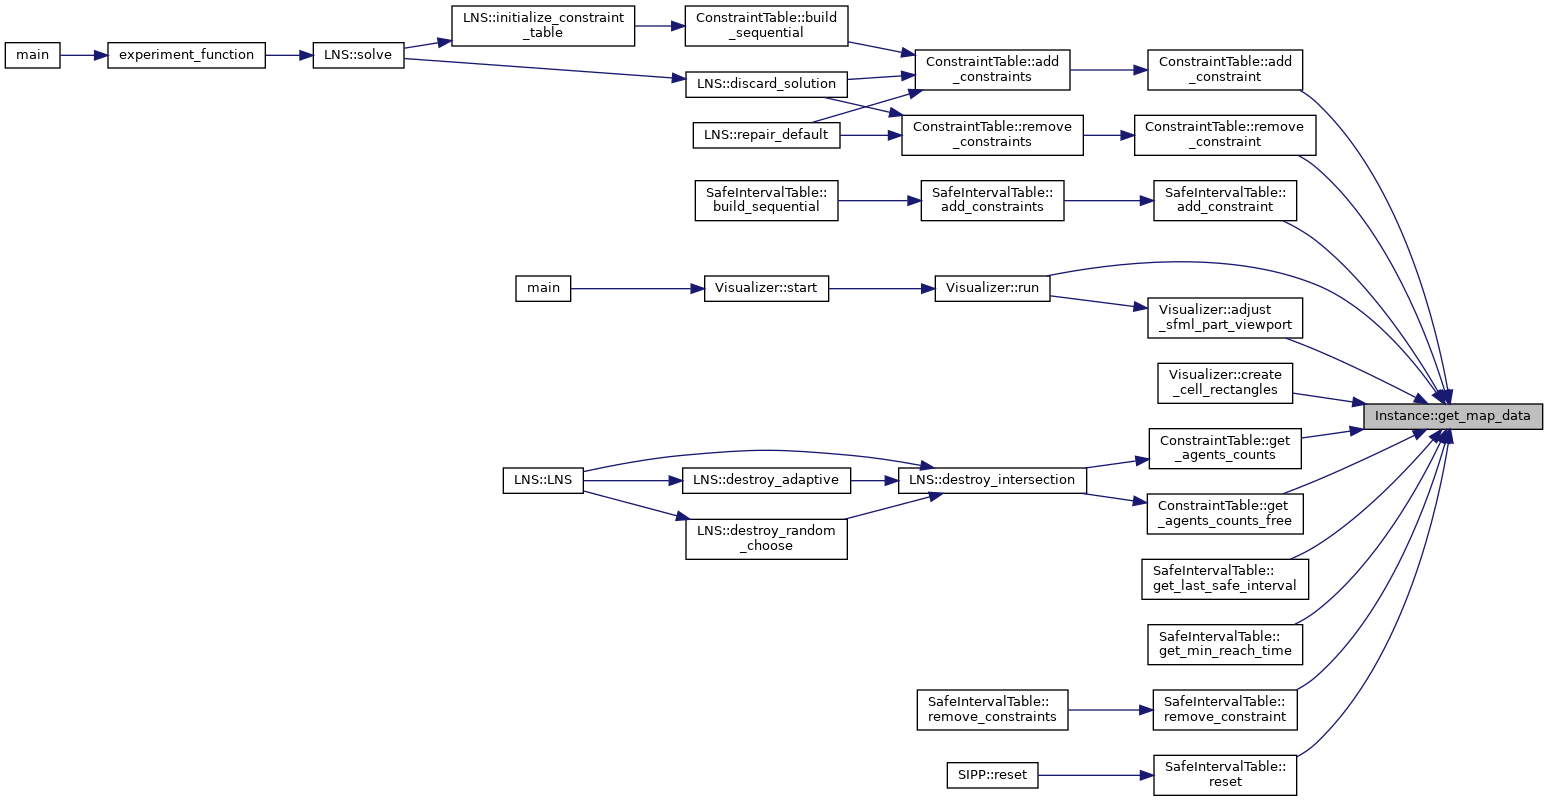 main
experiment_function
LNS::solve
LNS::initialize_constraint
_table
ConstraintTable::build
_sequential
LNS::discard_solution
LNS::repair_default
ConstraintTable::add
_constraints
ConstraintTable::add
_constraint
ConstraintTable::remove
_constraints
ConstraintTable::remove
_constraint
SafeIntervalTable::
build_sequential
SafeIntervalTable::
add_constraints
SafeIntervalTable::
add_constraint
main
Visualizer::start
Visualizer::run
Visualizer::adjust
_sfml_part_viewport
Visualizer::create
_cell_rectangles
Instance::get_map_data
ConstraintTable::get
_agents_counts
LNS::LNS
LNS::destroy_adaptive
LNS::destroy_intersection
LNS::destroy_random
_choose
ConstraintTable::get
_agents_counts_free
SafeIntervalTable::
get_last_safe_interval
SafeIntervalTable::
get_min_reach_time
SafeIntervalTable::
remove_constraints
SafeIntervalTable::
remove_constraint
SIPP::reset
SafeIntervalTable::
reset